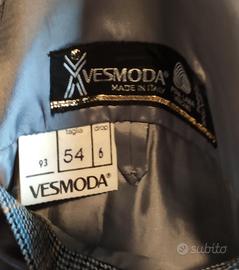 VESMODA®
MADE IN ITALY
taglia drop
93 54 6
VESMODA®
subito